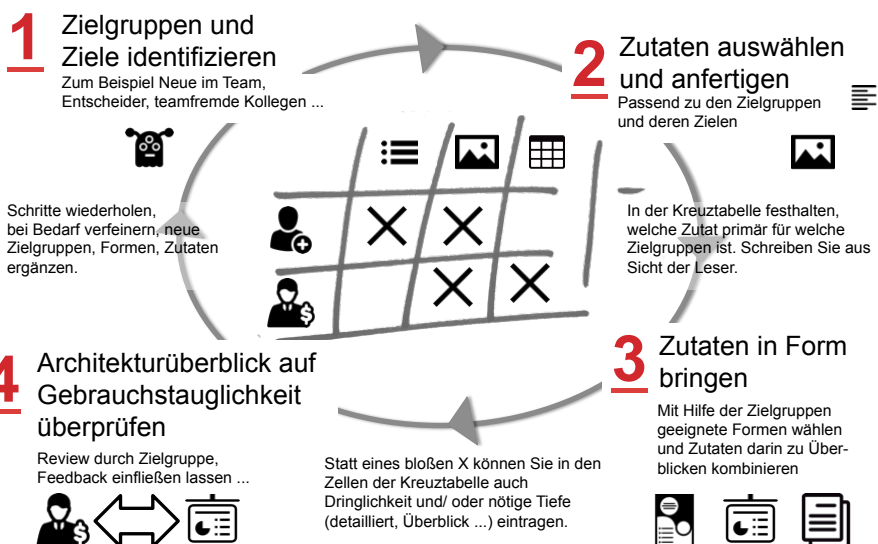 1
Zielgruppen und
Ziele identifizieren
Zum Beispiel Neue im Team,
Entscheider, teamfremde Kollegen ...
2
Zutaten auswählen
und anfertigen
Passend zu den Zielgruppen
und deren Zielen
In der Kreuztabelle festhalten,
welche Zutat primär für welche
Zielgruppen ist. Schreiben Sie aus
Sicht der Leser.
3
Zutaten in Form
bringen
Mit Hilfe der Zielgruppen
geeignete Formen wählen
und Zutaten darin zu Über-
blicken kombinieren
Statt eines bloßen X können Sie in den
Zellen der Kreuztabelle auch
Dringlichkeit und/ oder nötige Tiefe
(detailliert, Überblick ...) eintragen.
4
Architekturüberblick auf
Gebrauchstauglichkeit
überprüfen
Review durch Zielgruppe,
Feedback einfließen lassen ...
Schritte wiederholen,
bei Bedarf verfeinern, neue
Zielgruppen, Formen, Zutaten
ergänzen.